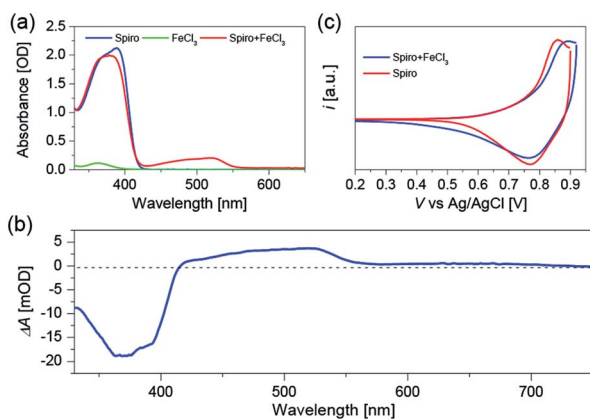 (a)
Spiro FeCl₃ Spiro+FeCl₃
Absorbance [OD]
2.5
2.0
1.5
1.0
0.5
0.0
400 500 600
Wavelength [nm]
(c)
Spiro+FeCl₃
Spiro
i [a.u.]
0.2 0.3 0.4 0.5 0.6 0.7 0.8 0.9
V vs Ag/AgCl [V]
(b)
ΔA [mOD]
5
0
-5
-10
-15
-20
400 500 600 700
Wavelength [nm]